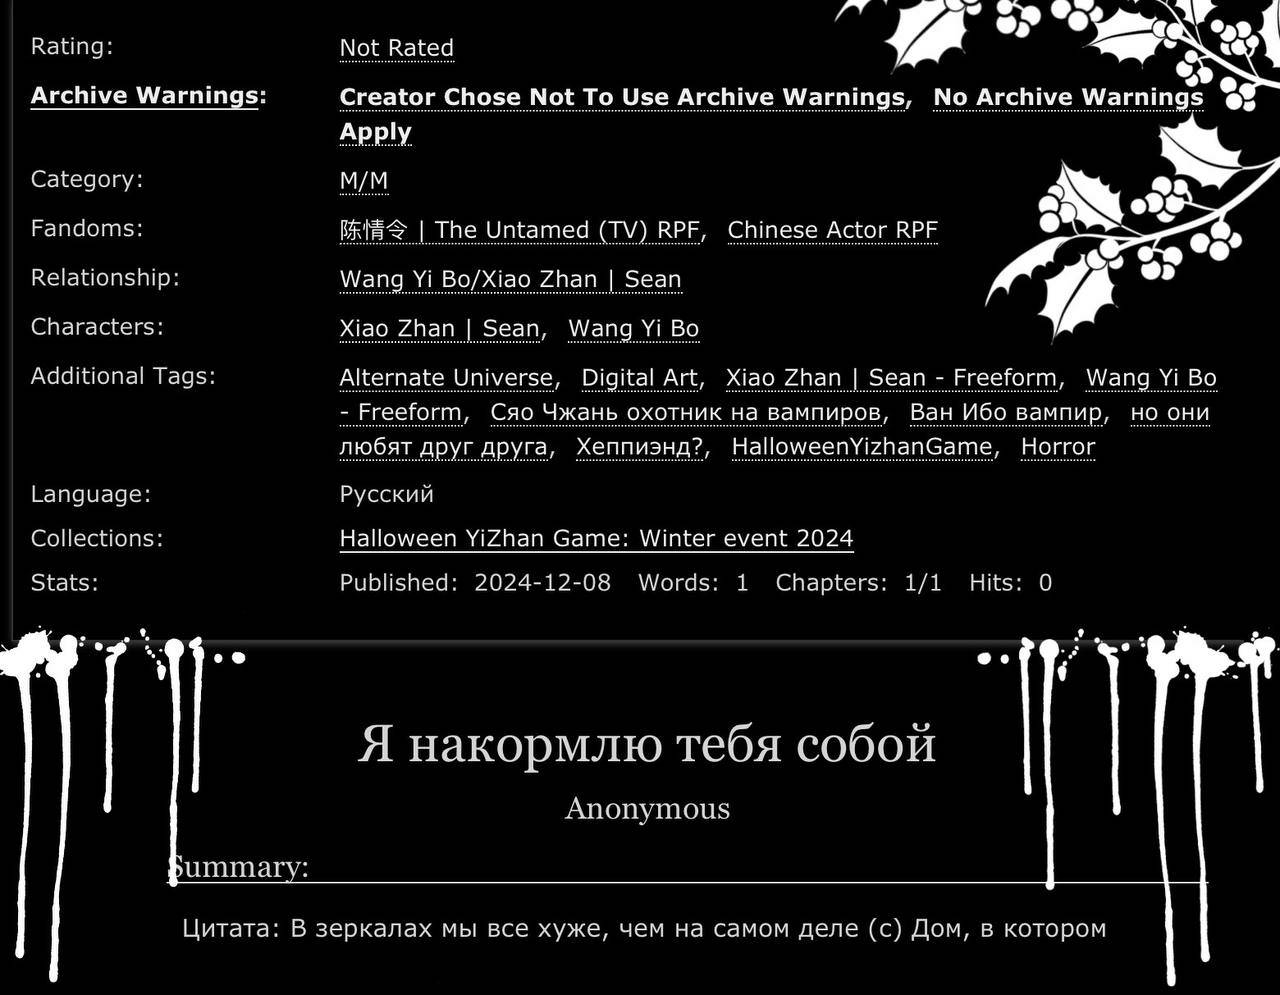 Rating: Not Rated
Archive Warnings: Creator Chose Not To Use Archive Warnings, No Archive Warnings
Apply
Category: M/M
Fandoms: 陈情令 | The Untamed (TV) RPF, Chinese Actor RPF
Relationship: Wang Yi Bo/Xiao Zhan | Sean
Characters: Xiao Zhan | Sean, Wang Yi Bo
Additional Tags: Alternate Universe, Digital Art, Xiao Zhan | Sean - Freeform, Wang Yi Bo
- Freeform, Сяо Чжань охотник на вампиров, Ван Ибо вампир, но они
любят друг друга, Хеппиэнд?, HalloweenYizhanGame, Horror
Language: Русский
Collections: Halloween YiZhan Game: Winter event 2024
Stats: Published: 2024-12-08 Words: 1 Chapters: 1/1 Hits: 0
Я накормлю тебя собой
Anonymous
Summary:
Цитата: В зеркалах мы все хуже, чем на самом деле (с) Дом, в котором